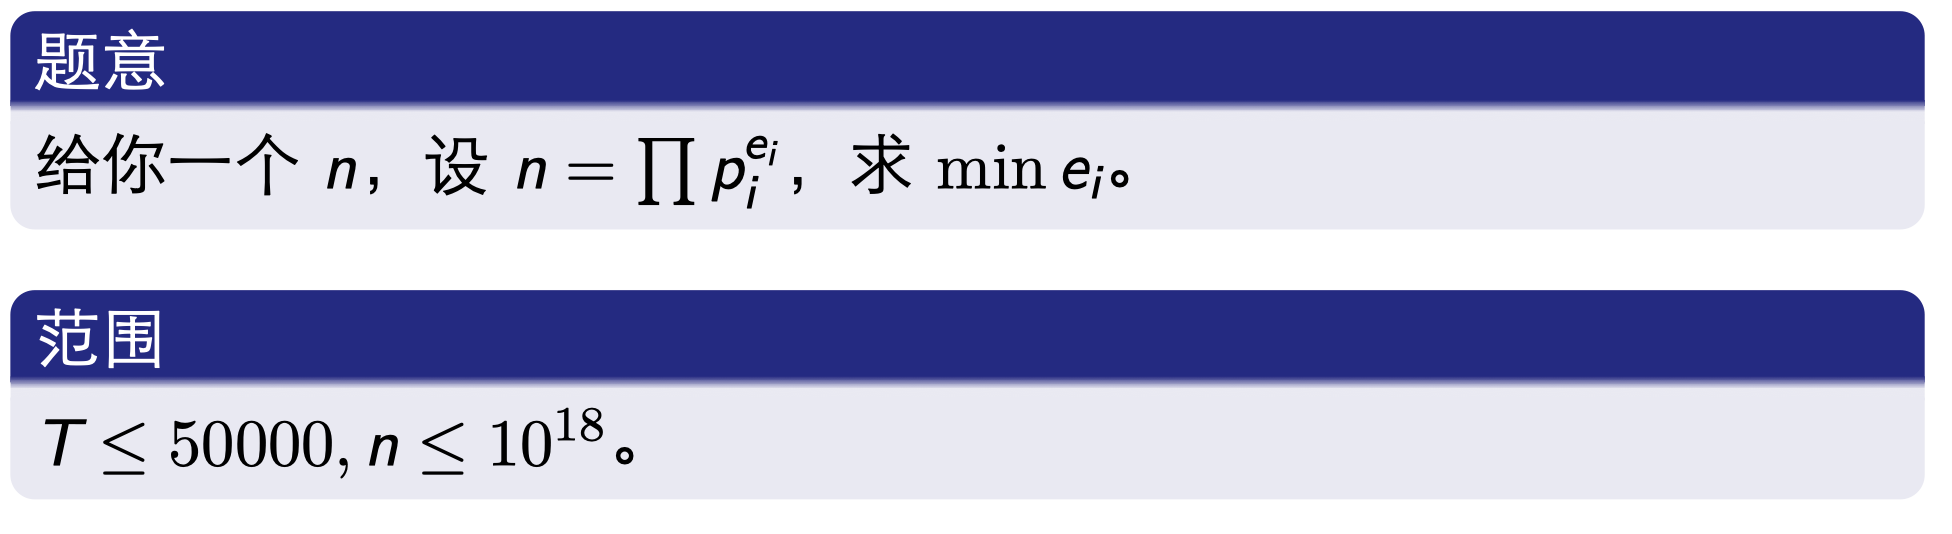 题意
给你一个 n，设 n = ∏ p_i^{e_i}，求 min e_i。
范围
T ≤ 50000, n ≤ 10^{18}。